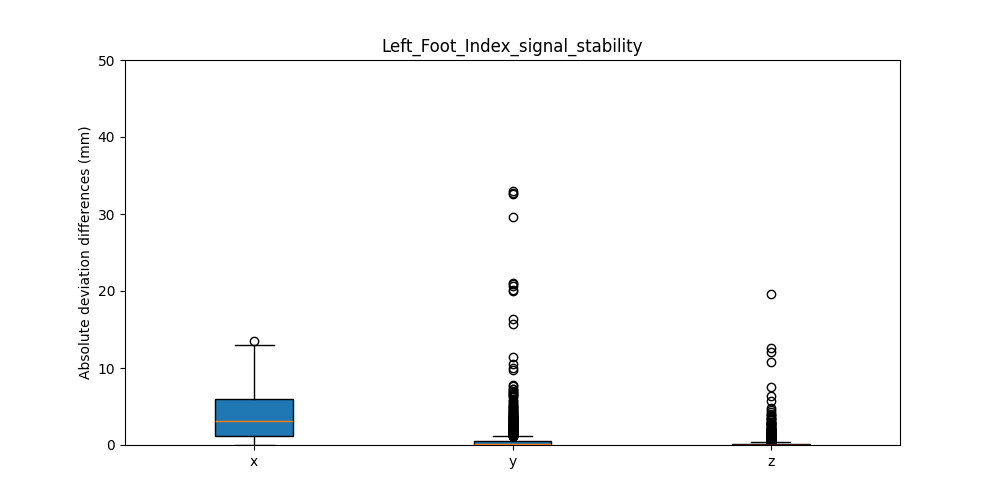 Left_Foot_Index_signal_stability
Absolute deviation differences (mm)
50
40
30
20
10
0
x y z